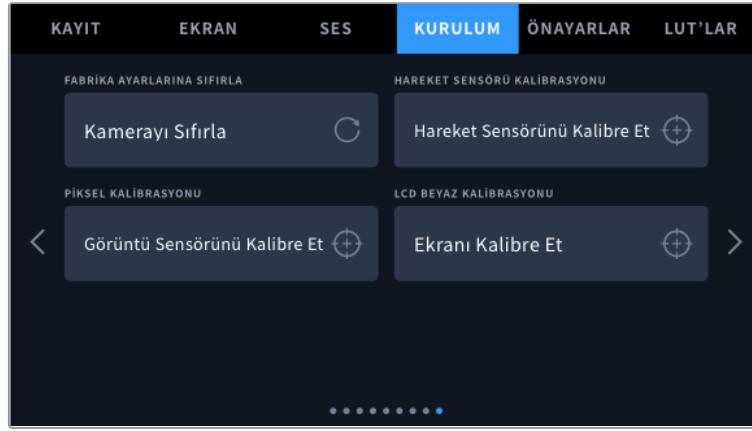 KAYIT EKRAN SES KURULUM ÖNAYARLAR LUT'LAR
FABRİKA AYARLARINA SIFIRLA
Kamerayı Sıfırla
HAREKET SENSÖRÜ KALİBRASYONU
Hareket Sensörünü Kalibre Et
PİKSEL KALİBRASYONU
Görüntü Sensörünü Kalibre Et
LCD BEYAZ KALİBRASYONU
Ekranı Kalibre Et